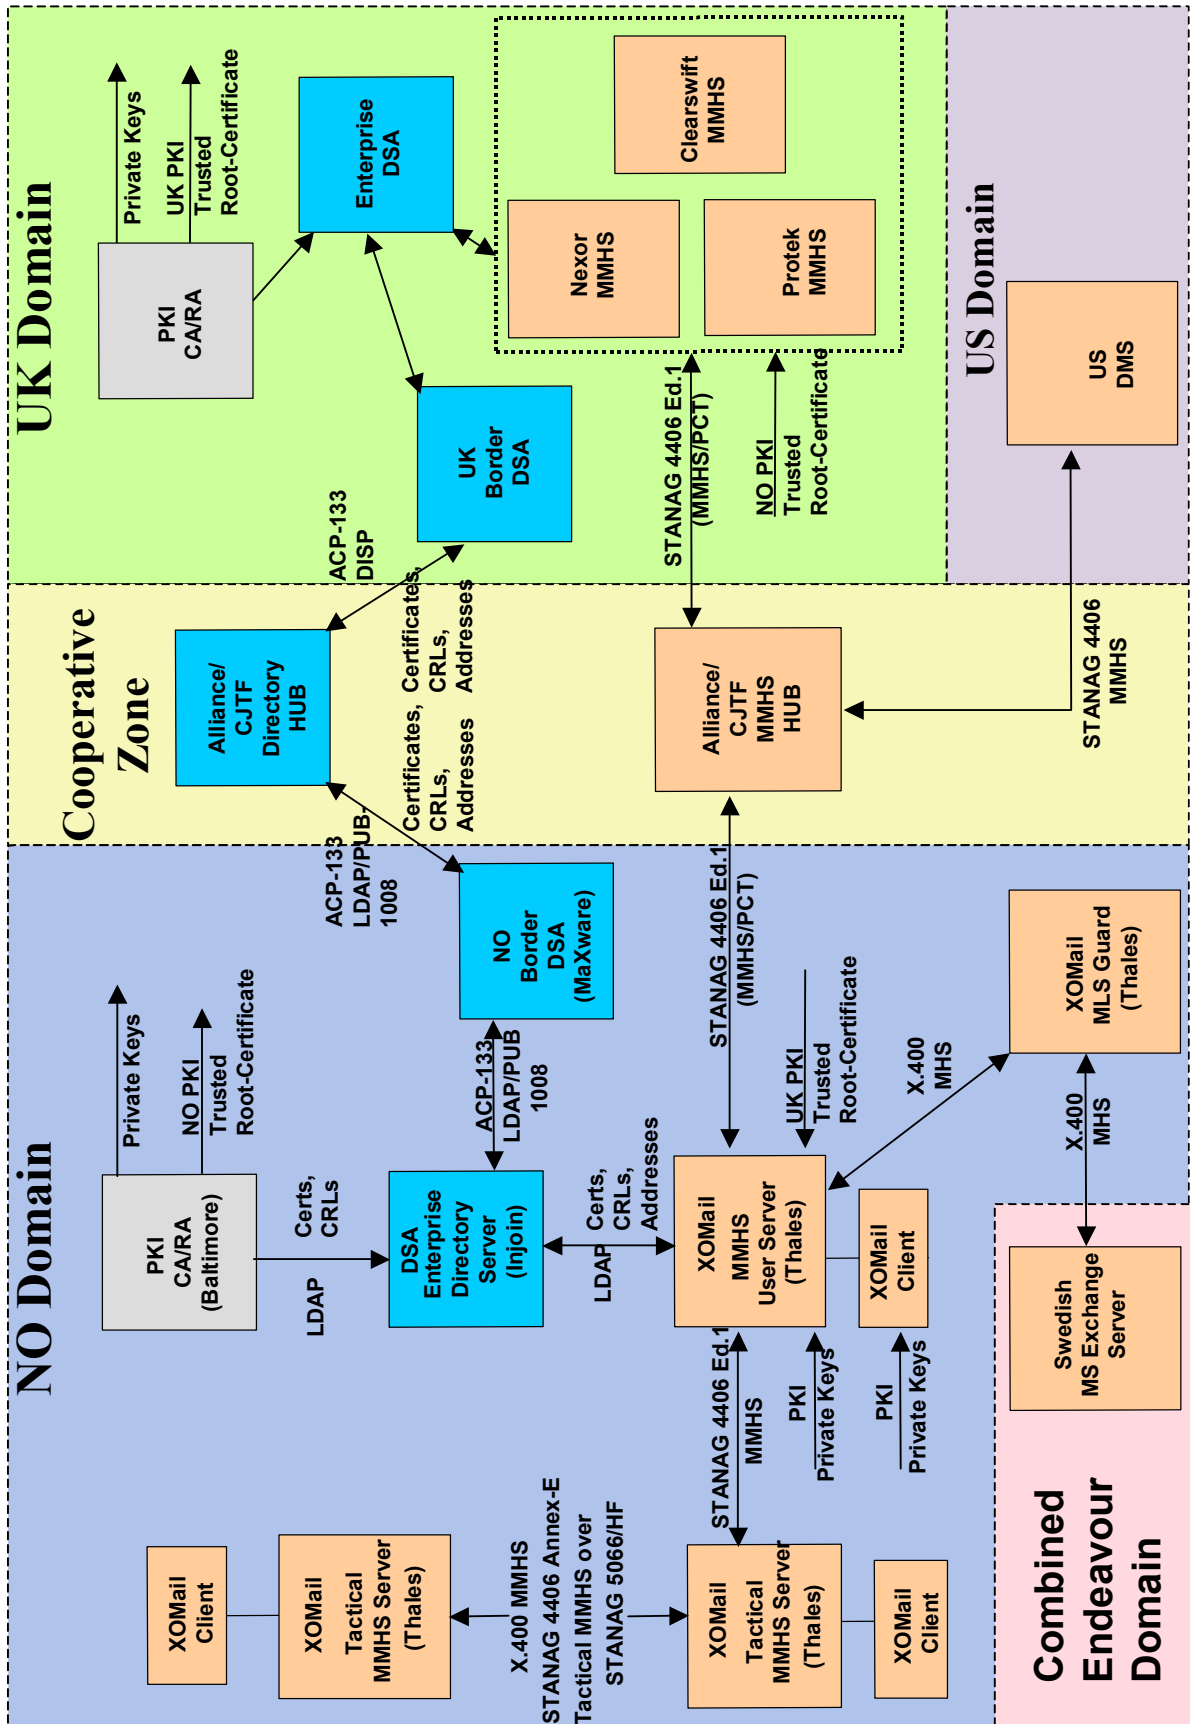 NO Domain
Cooperative
Zone
UK Domain
US Domain
Combined
Endeavour
Domain
XOMail
Client
XOMail
Tactical
MMHS Server
(Thales)
X.400 MMHS
STANAG 4406 Annex-E
Tactical MMHS over
STANAG 5066/HF
XOMail
Tactical
MMHS Server
(Thales)
XOMail
Client
PKI
CA/RA
(Baltimore)
Private Keys
NO PKI
Trusted
Root-Certificate
LDAP
Certs,
CRLs
DSA
Enterprise
Directory
Server
(Injoin)
ACP-133
LDAP/PUB
1008
NO
Border
DSA
(MaXware)
LDAP
Certs,
CRLs,
Addresses
XOMail
MMHS
User Server
(Thales)
STANAG 4406 Ed.1
MMHS
PKI
Private Keys
XOMail
Client
PKI
Private Keys
STANAG 4406 Ed.1
(MMHS/PCT)
UK PKI
Trusted
Root-Certificate
X.400
MHS
XOMail
MLS Guard
(Thales)
X.400
MHS
Swedish
MS Exchange
Server
ACP-133
LDAP/PUB-
1008
Certificates,
CRLs,
Addresses
Alliance/
CJTF
Directory
HUB
ACP-133
DISP
Certificates,
CRLs,
Addresses
Alliance/
CJTF
MMHS
HUB
STANAG 4406
MMHS
PKI
CA/RA
Private Keys
UK PKI
Trusted
Root-Certificate
Enterprise
DSA
UK
Border
DSA
STANAG 4406 Ed.1
(MMHS/PCT)
NO PKI
Trusted
Root-Certificate
Nexor
MMHS
Clearswift
MMHS
Protek
MMHS
US
DMS